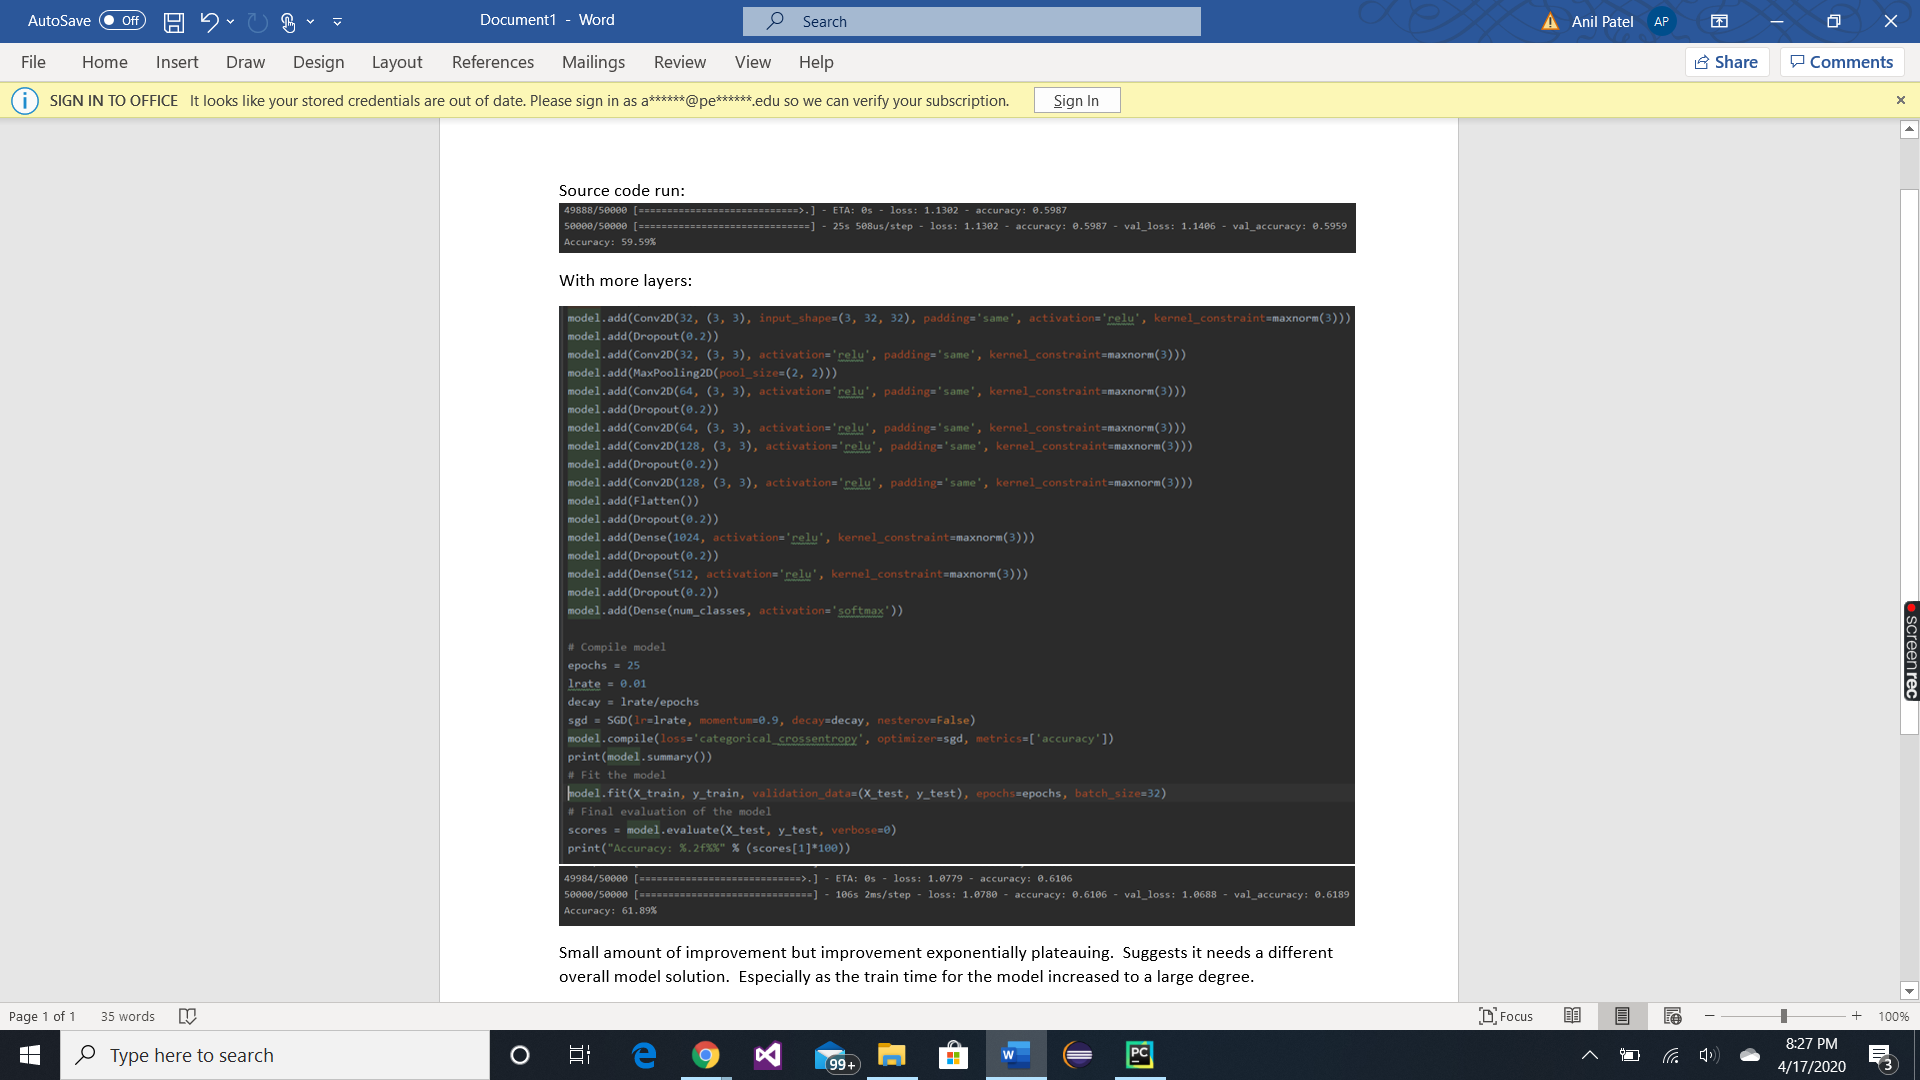 AutoSave Off Document1 - Word Search Anil Patel AP
File Home Insert Draw Design Layout References Mailings Review View Help Share Comments
SIGN IN TO OFFICE It looks like your stored credentials are out of date. Please sign in as a******@pe******.edu so we can verify your subscription. Sign In
Source code run:
49888/50000 [============================>.] - ETA: 0s - loss: 1.1302 - accuracy: 0.5987
50000/50000 [==============================] - 25s 508us/step - loss: 1.1302 - accuracy: 0.5987 - val_loss: 1.1406 - val_accuracy: 0.5959
Accuracy: 59.59%
With more layers:
model.add(Conv2D(32, (3, 3), input_shape=(3, 32, 32), padding='same', activation='relu', kernel_constraint=maxnorm(3)))
model.add(Dropout(0.2))
model.add(Conv2D(32, (3, 3), activation='relu', padding='same', kernel_constraint=maxnorm(3)))
model.add(MaxPooling2D(pool_size=(2, 2)))
model.add(Conv2D(64, (3, 3), activation='relu', padding='same', kernel_constraint=maxnorm(3)))
model.add(Dropout(0.2))
model.add(Conv2D(64, (3, 3), activation='relu', padding='same', kernel_constraint=maxnorm(3)))
model.add(Conv2D(128, (3, 3), activation='relu', padding='same', kernel_constraint=maxnorm(3)))
model.add(Dropout(0.2))
model.add(Conv2D(128, (3, 3), activation='relu', padding='same', kernel_constraint=maxnorm(3)))
model.add(Flatten())
model.add(Dropout(0.2))
model.add(Dense(1024, activation='relu', kernel_constraint=maxnorm(3)))
model.add(Dropout(0.2))
model.add(Dense(512, activation='relu', kernel_constraint=maxnorm(3)))
model.add(Dropout(0.2))
model.add(Dense(num_classes, activation='softmax'))
# Compile model
epochs = 25
lrate = 0.01
decay = lrate/epochs
sgd = SGD(lr=lrate, momentum=0.9, decay=decay, nesterov=False)
model.compile(loss='categorical_crossentropy', optimizer=sgd, metrics=['accuracy'])
print(model.summary())
# Fit the model
model.fit(X_train, y_train, validation_data=(X_test, y_test), epochs=epochs, batch_size=32)
# Final evaluation of the model
scores = model.evaluate(X_test, y_test, verbose=0)
print("Accuracy: %.2f%%" % (scores[1]*100))
49984/50000 [============================>.] - ETA: 0s - loss: 1.0779 - accuracy: 0.6106
50000/50000 [==============================] - 106s 2ms/step - loss: 1.0780 - accuracy: 0.6106 - val_loss: 1.0688 - val_accuracy: 0.6189
Accuracy: 61.89%
Small amount of improvement but improvement exponentially plateauing. Suggests it needs a different
overall model solution. Especially as the train time for the model increased to a large degree.
screenrec
Page 1 of 1 35 words Focus 100%
Type here to search 99+ W PC 8:27 PM
4/17/2020 3